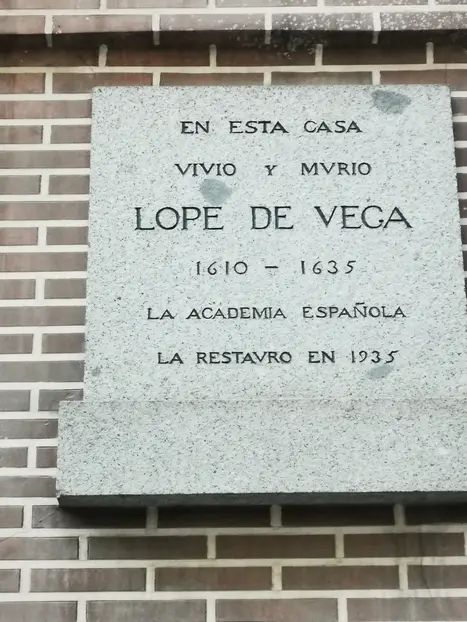 EN ESTA CASA
VIVIO Y MVRIO
LOPE DE VEGA
1610 – 1635
LA ACADEMIA ESPAÑOLA
LA RESTAVRO EN 1935